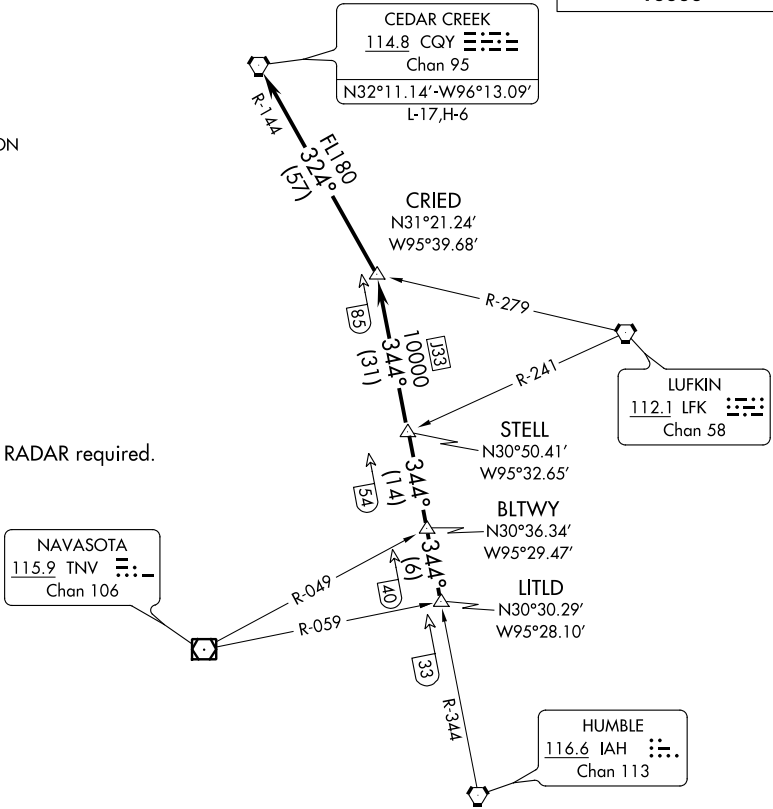 CEDAR CREEK
114.8 CQY
Chan 95
N32°11.14'-W96°13.09'
L-17,H-6
R-144
FL180
324°
(57)
ON
CRIED
N31°21.24'
W95°39.68'
85
R-279
10000
344°
(31)
J33
R-241
LUFKIN
112.1 LFK
Chan 58
RADAR required.
STELL
N30°50.41'
W95°32.65'
344°
(14)
54
BLTWY
N30°36.34'
W95°29.47'
NAVASOTA
115.9 TNV
Chan 106
R-049
344°
(6)
40
R-059
LITLD
N30°30.29'
W95°28.10'
33
R-344
HUMBLE
116.6 IAH
Chan 113